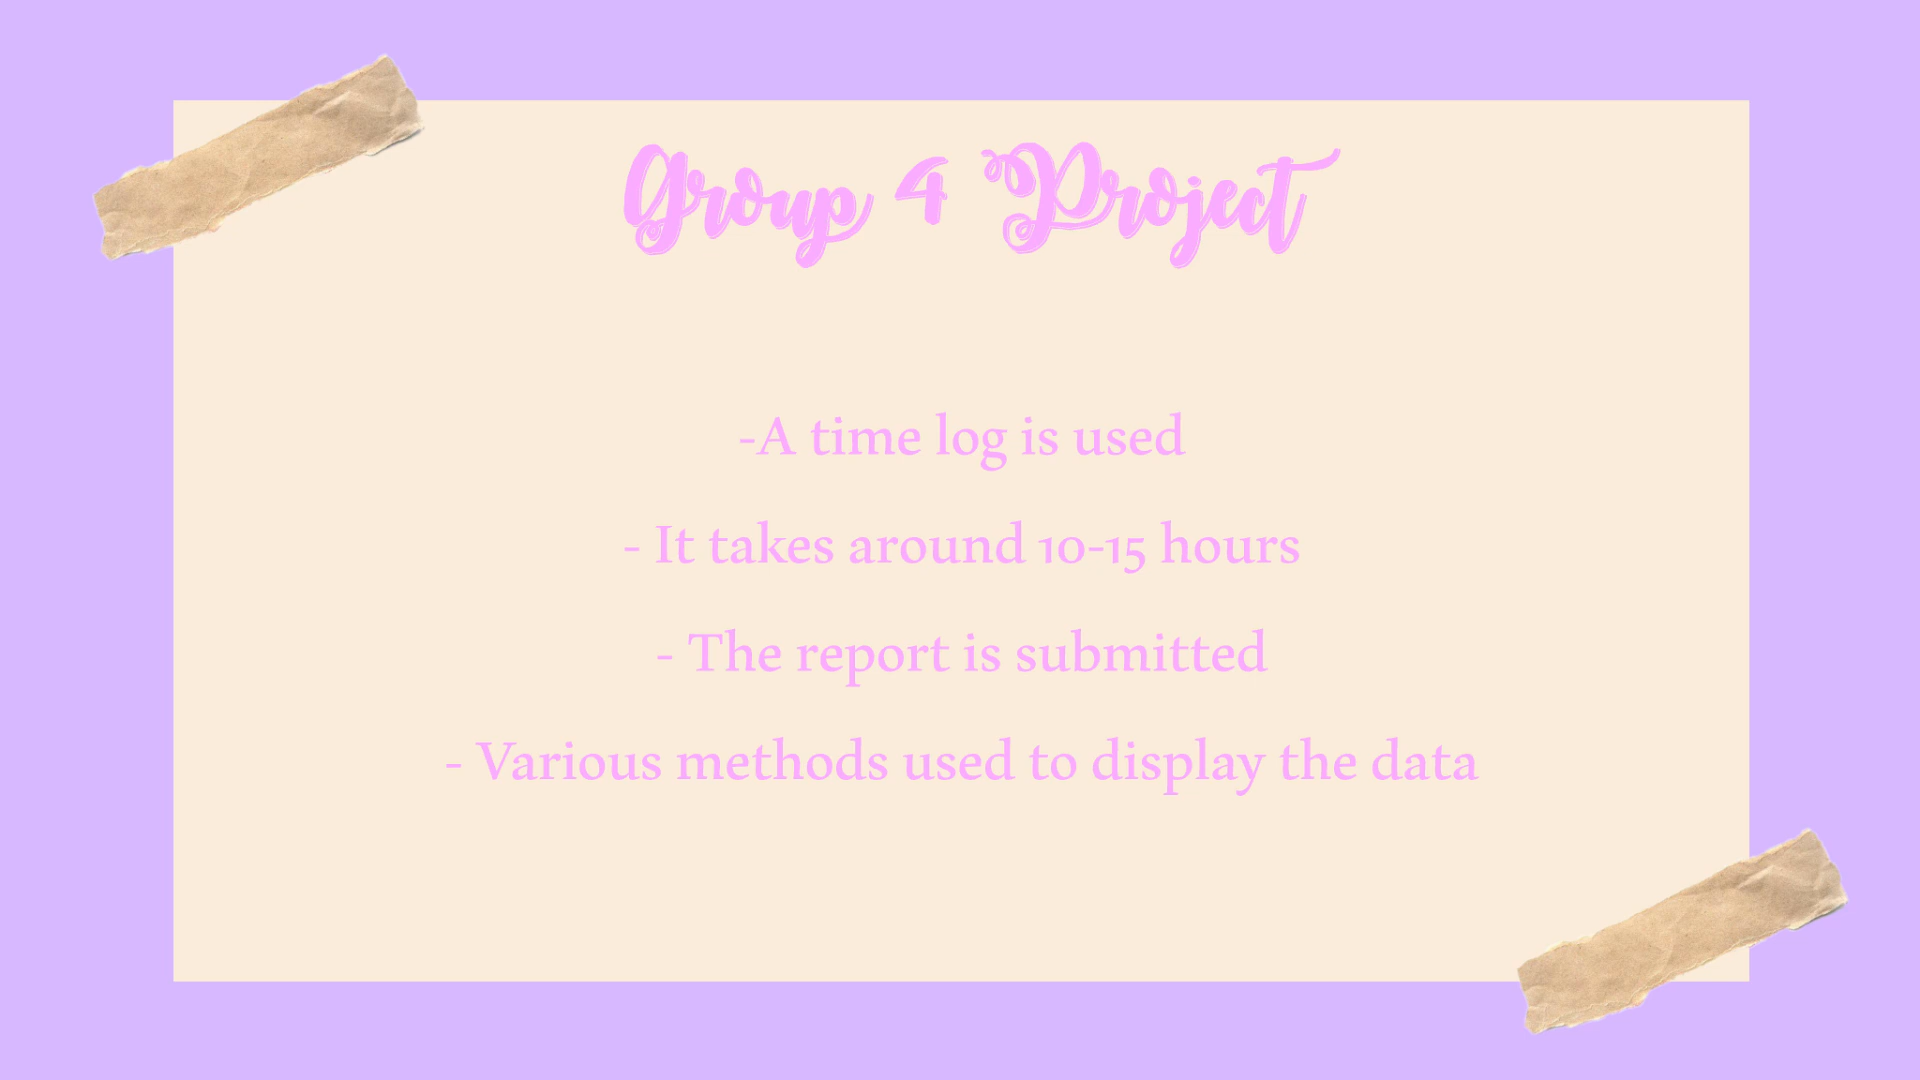 Group 4 Project
-A time log is used
- It takes around 10-15 hours
- The report is submitted
- Various methods used to display the data